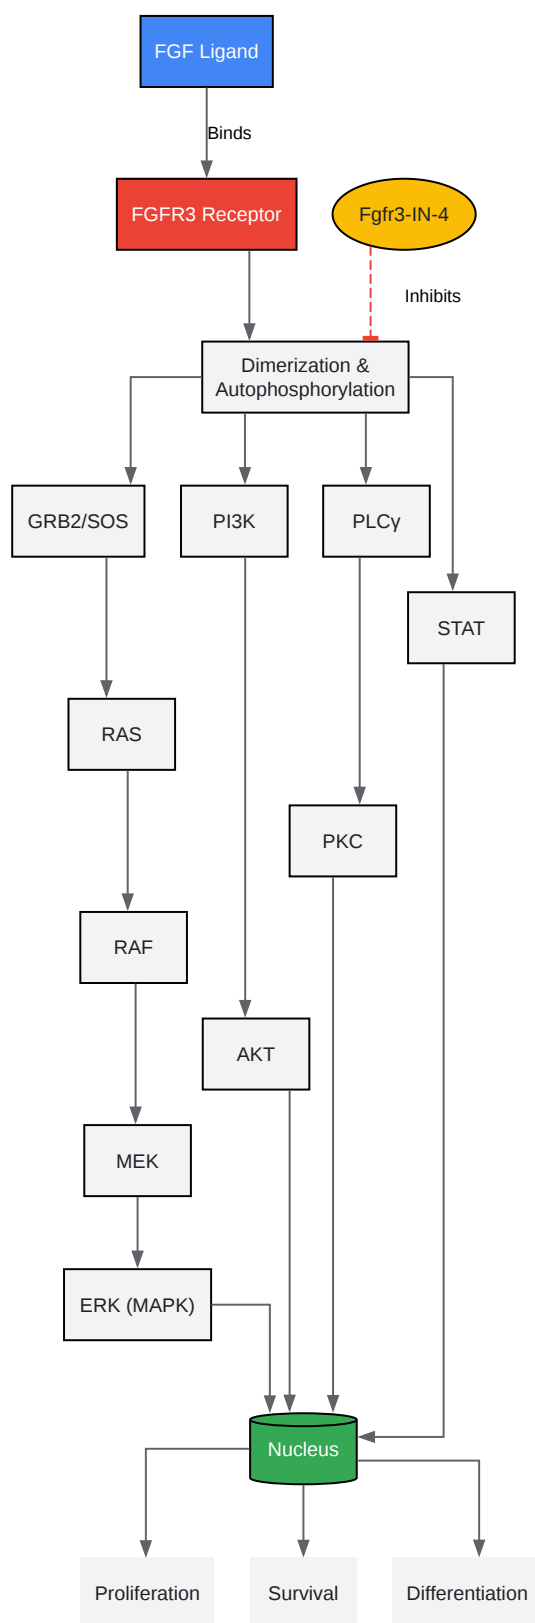 FGF Ligand
Binds
FGFR3 Receptor
Fgfr3-IN-4
Inhibits
Dimerization &
Autophosphorylation
GRB2/SOS
PI3K
PLCγ
STAT
RAS
PKC
RAF
AKT
MEK
ERK (MAPK)
Nucleus
Proliferation
Survival
Differentiation